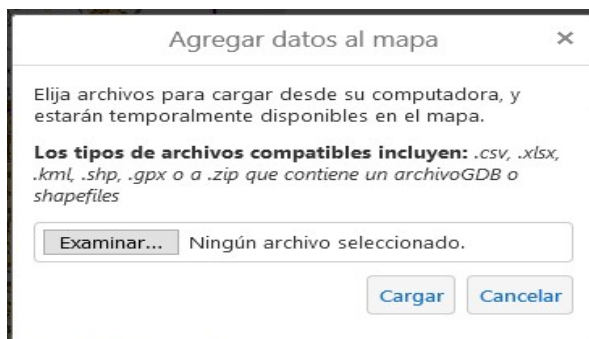 Agregar datos al mapa ×
Elija archivos para cargar desde su computadora, y
estarán temporalmente disponibles en el mapa.
Los tipos de archivos compatibles incluyen: .csv, .xlsx,
.kml, .shp, .gpx o a .zip que contiene un archivoGDB o
shapefiles
Examinar... Ningún archivo seleccionado.
Cargar Cancelar